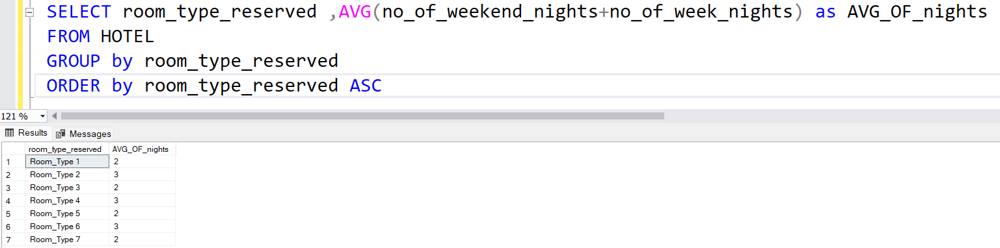 SELECT room_type_reserved ,AVG(no_of_weekend_nights+no_of_week_nights) as AVG_OF_nights
FROM HOTEL
GROUP by room_type_reserved
ORDER by room_type_reserved ASC
121 %
Results Messages
room_type_reserved AVG_OF_nights
1 Room_Type 1 2
2 Room_Type 2 3
3 Room_Type 3 2
4 Room_Type 4 3
5 Room_Type 5 2
6 Room_Type 6 3
7 Room_Type 7 2